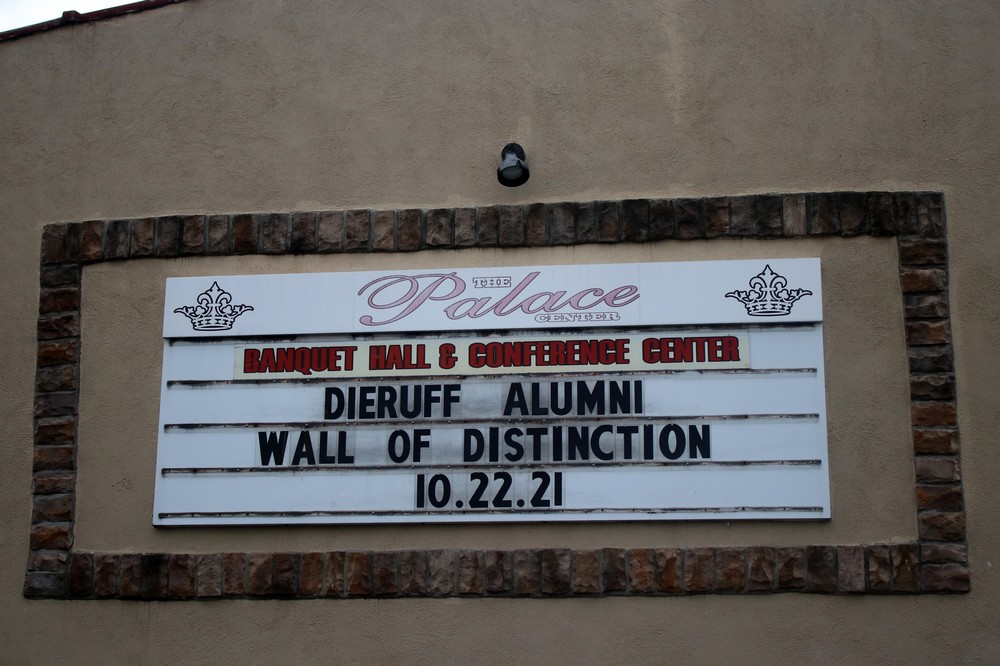 THE
Palace
CENTER
BANQUET HALL & CONFERENCE CENTER
DIERUFF ALUMNI
WALL OF DISTINCTION
10.22.21